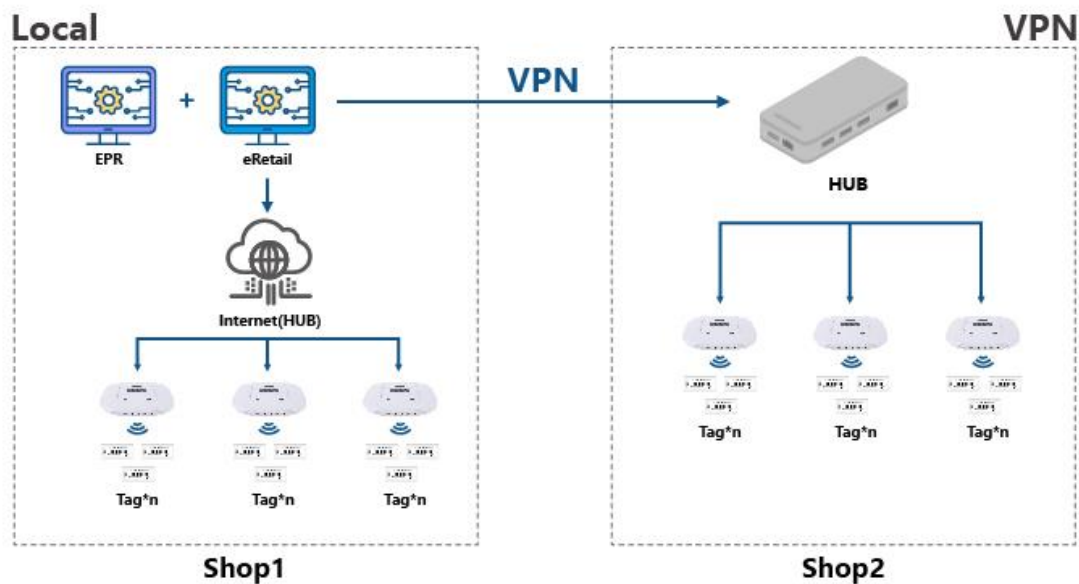 Local
VPN
EPR
+
eRetail
VPN
HUB
Internet(HUB)
Tag*n
Tag*n
Tag*n
Tag*n
Tag*n
Tag*n
Shop1
Shop2